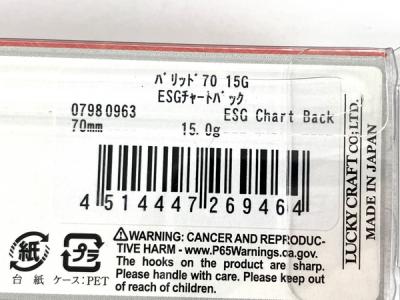 バリッド70 15G
ESGチャートバック
07980963 ESG Chart Back
70mm 15.0g
4 514447 269464
紙
プラ
台 紙 ケース:PET
⚠WARNING: CANCER AND REPRODUC-
TIVE HARM - www.P65Warnings.ca.gov.
The hooks on the product are sharp.
Please handle with care. Please keep out
of reach of children.
LUCKY CRAFT CO.,LTD.
MADE IN JAPAN